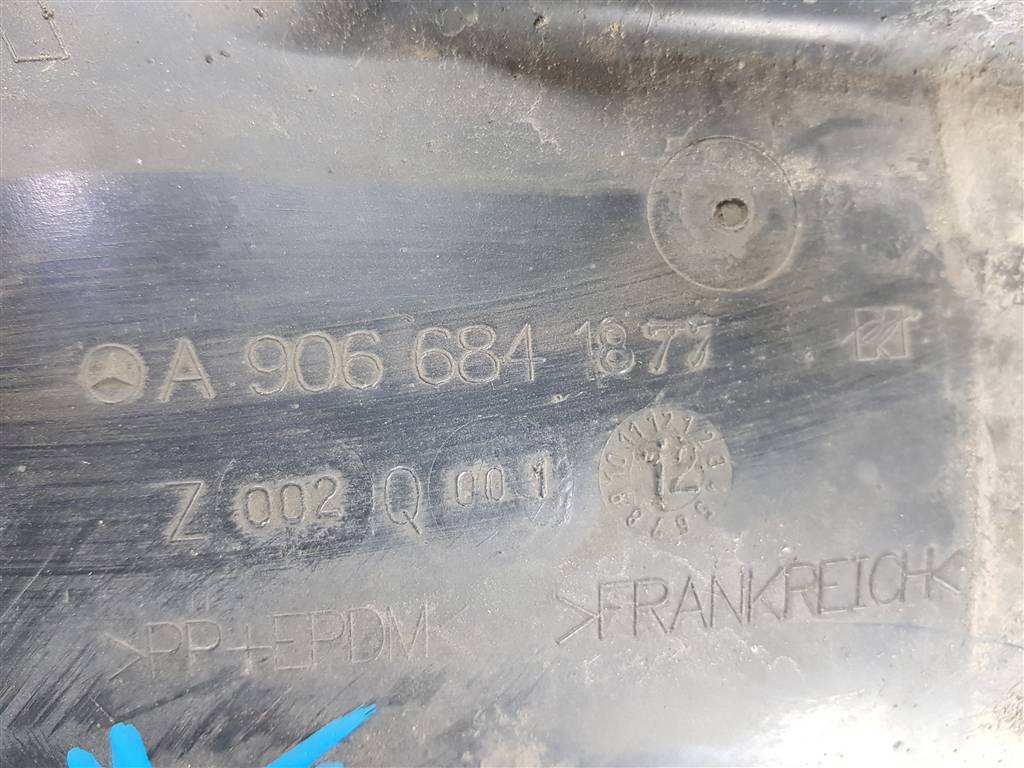 A 906 684 1877
Z 002 Q 001
12
>PP+EPDM<
>FRANKREICH<